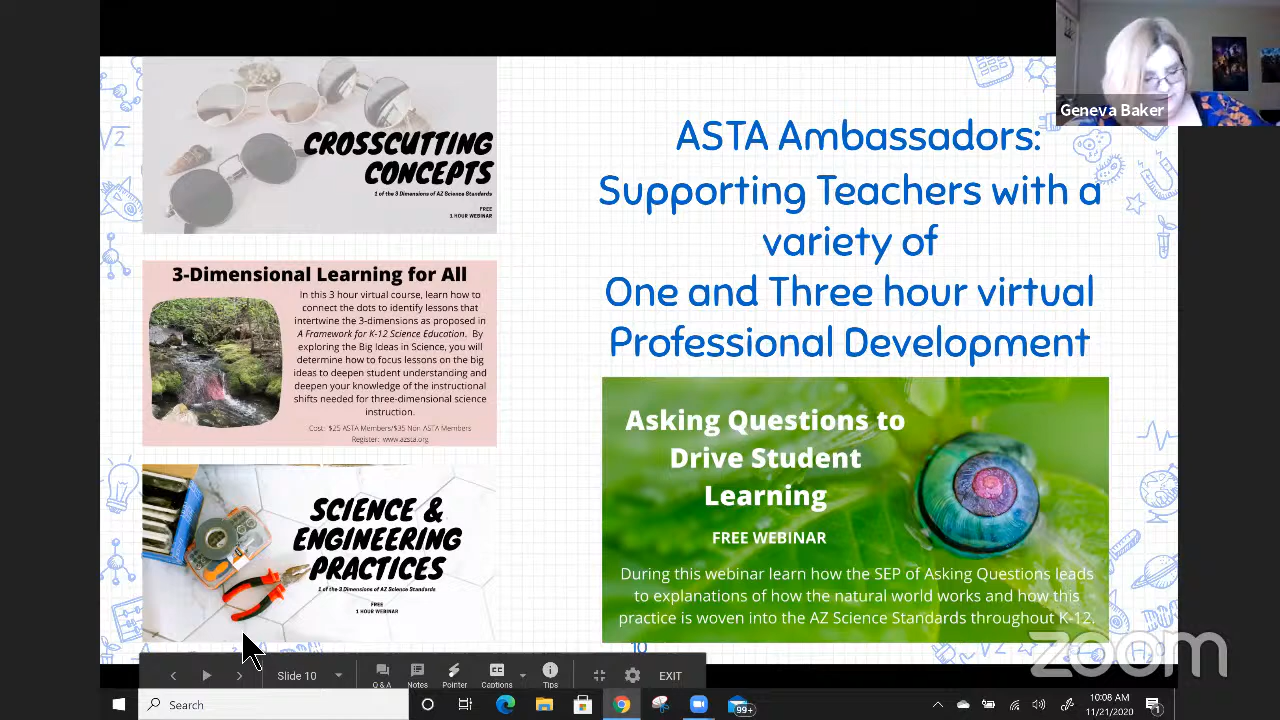 Geneva Baker
CROSSCUTTING
CONCEPTS
1 of the 3 Dimensions of AZ Science Standards
FREE
1 HOUR WEBINAR
3-Dimensional Learning for All
In this 3 hour virtual course, learn how to
connect the dots to identify lessons that
intertwine the 3-dimensions as proposed in
A Framework for K-12 Science Education. By
exploring the Big Ideas in Science, you will
determine how to focus lessons on the big
ideas to deepen student understanding and
deepen your knowledge of the instructional
shifts needed for three-dimensional science
instruction.
Cost: $25 ASTA Members/$35 Non ASTA Members
Register: www.azsta.org
SCIENCE &
ENGINEERING
PRACTICES
1 of the 3 Dimensions of AZ Science Standards
FREE
1 HOUR WEBINAR
ASTA Ambassadors:
Supporting Teachers with a
variety of
One and Three hour virtual
Professional Development
Asking Questions to
Drive Student
Learning
FREE WEBINAR
During this webinar learn how the SEP of Asking Questions leads
to explanations of how the natural world works and how this
practice is woven into the AZ Science Standards throughout K-12.
10
zoom
Slide 10
Q & A
Notes
Pointer
Captions
Tips
EXIT
Search
99+
10:08 AM
11/21/2020
1
√2